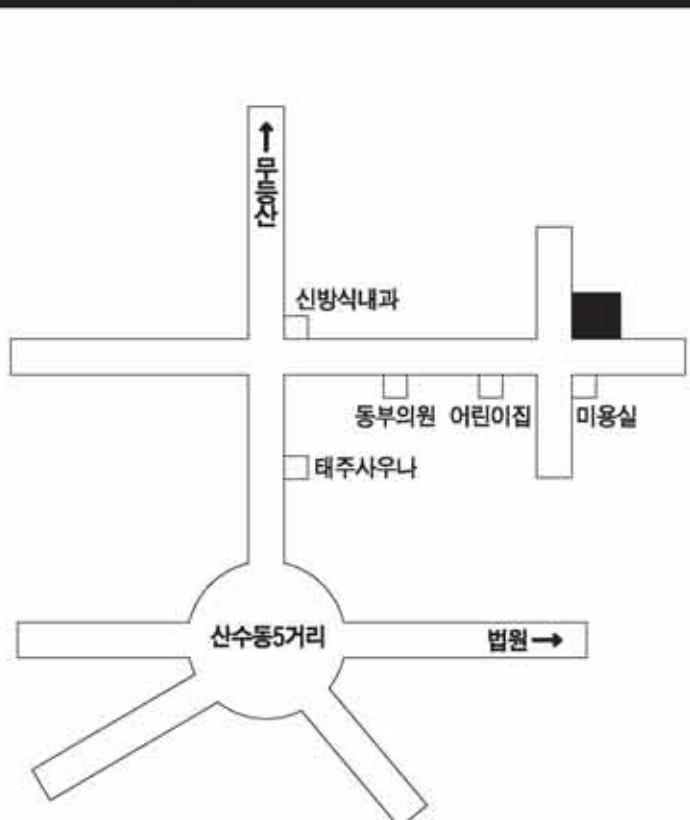 ↑무등산
신방식내과
동부의원
어린이집
미용실
태주사우나
산수동5거리
법원→